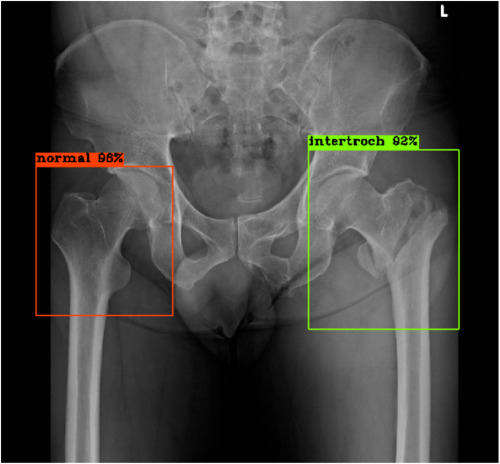 L
normal 96%
intertroch 92%